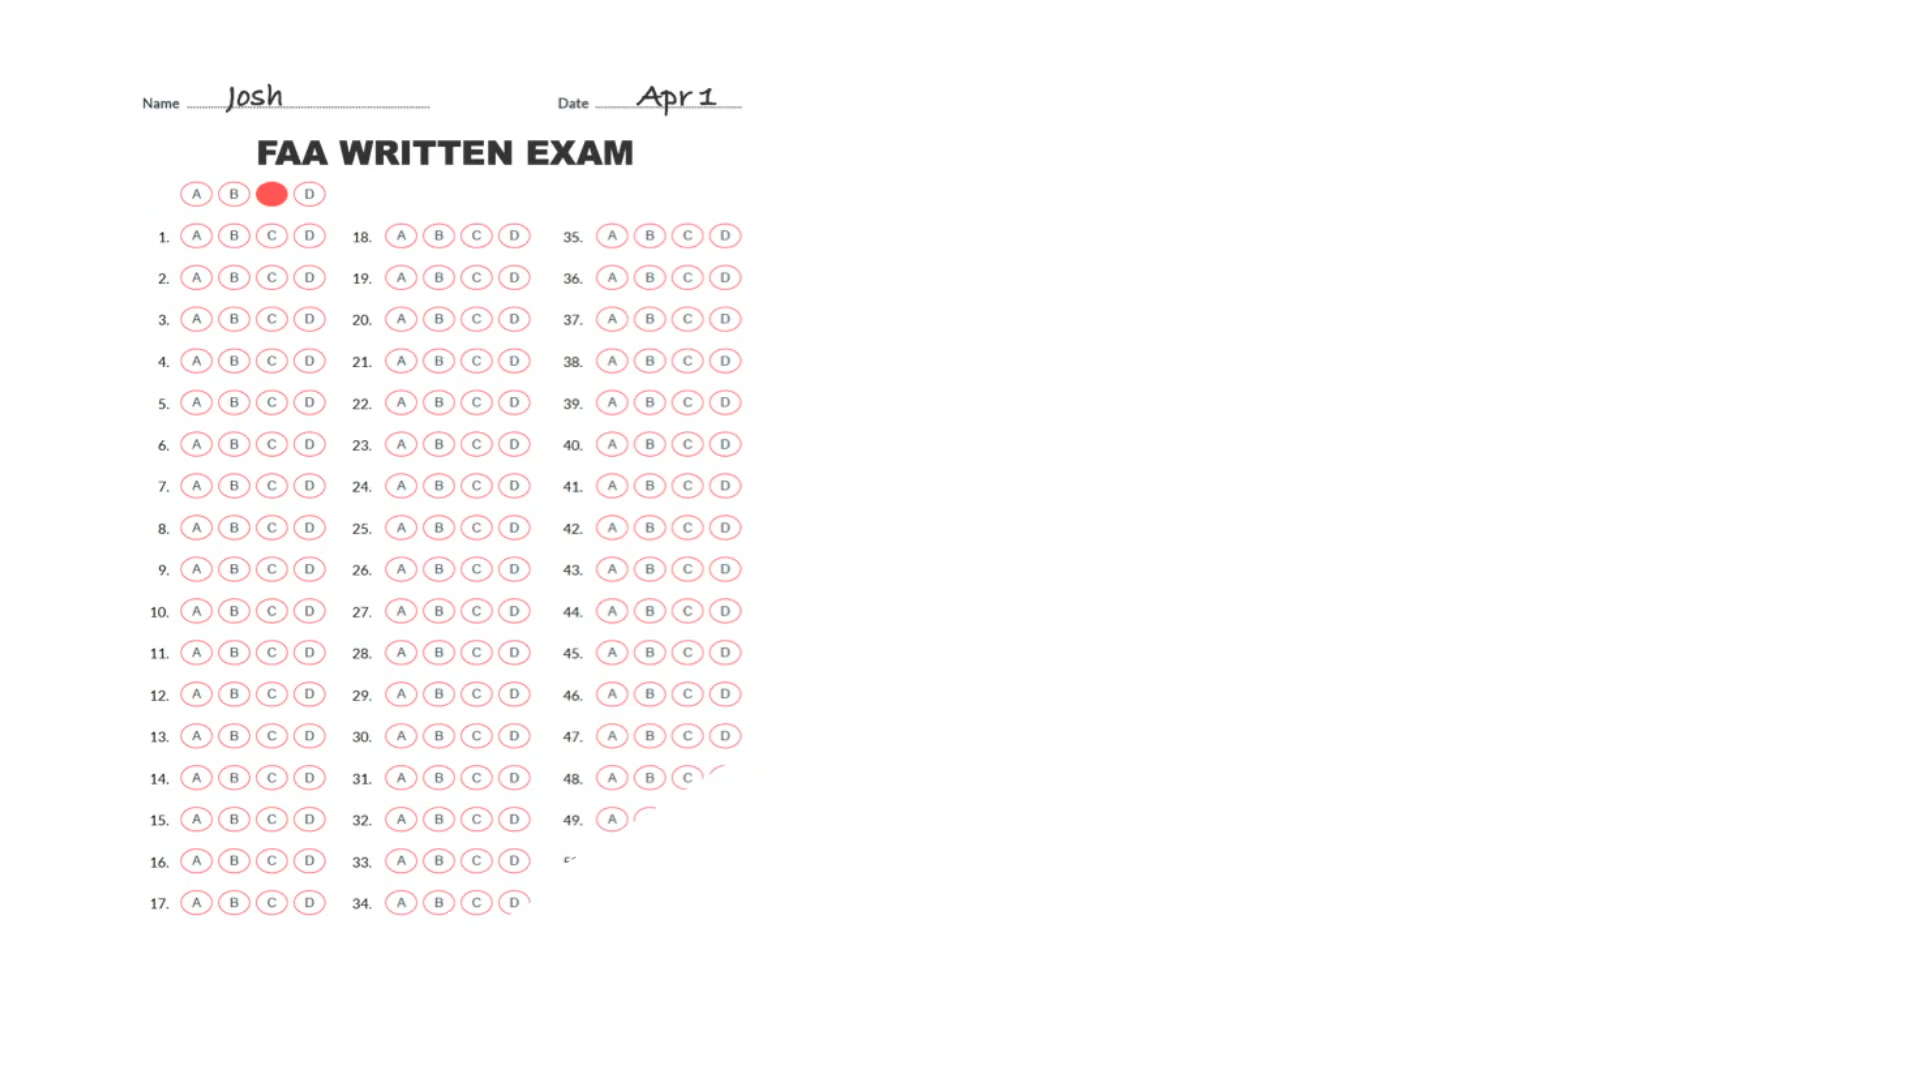 Name Josh Date Apr 1
FAA WRITTEN EXAM
A B D
1. A B C D 18. A B C D 35. A B C D
2. A B C D 19. A B C D 36. A B C D
3. A B C D 20. A B C D 37. A B C D
4. A B C D 21. A B C D 38. A B C D
5. A B C D 22. A B C D 39. A B C D
6. A B C D 23. A B C D 40. A B C D
7. A B C D 24. A B C D 41. A B C D
8. A B C D 25. A B C D 42. A B C D
9. A B C D 26. A B C D 43. A B C D
10. A B C D 27. A B C D 44. A B C D
11. A B C D 28. A B C D 45. A B C D
12. A B C D 29. A B C D 46. A B C D
13. A B C D 30. A B C D 47. A B C D
14. A B C D 31. A B C D 48. A B C
15. A B C D 32. A B C D 49. A
16. A B C D 33. A B C D
17. A B C D 34. A B C D